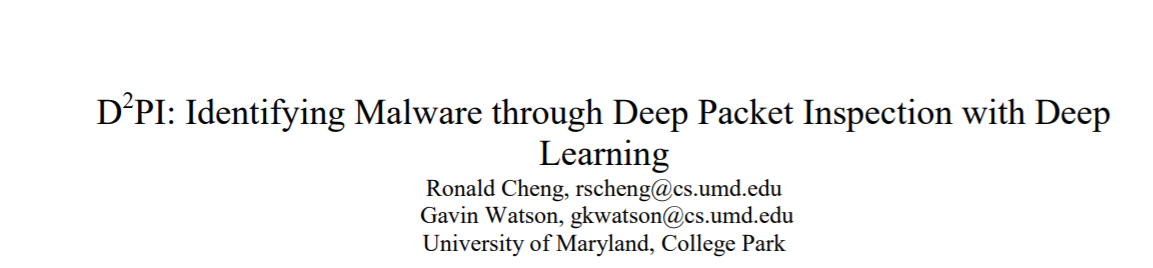 D²PI: Identifying Malware through Deep Packet Inspection with Deep
Learning
Ronald Cheng, rscheng@cs.umd.edu
Gavin Watson, gkwatson@cs.umd.edu
University of Maryland, College Park